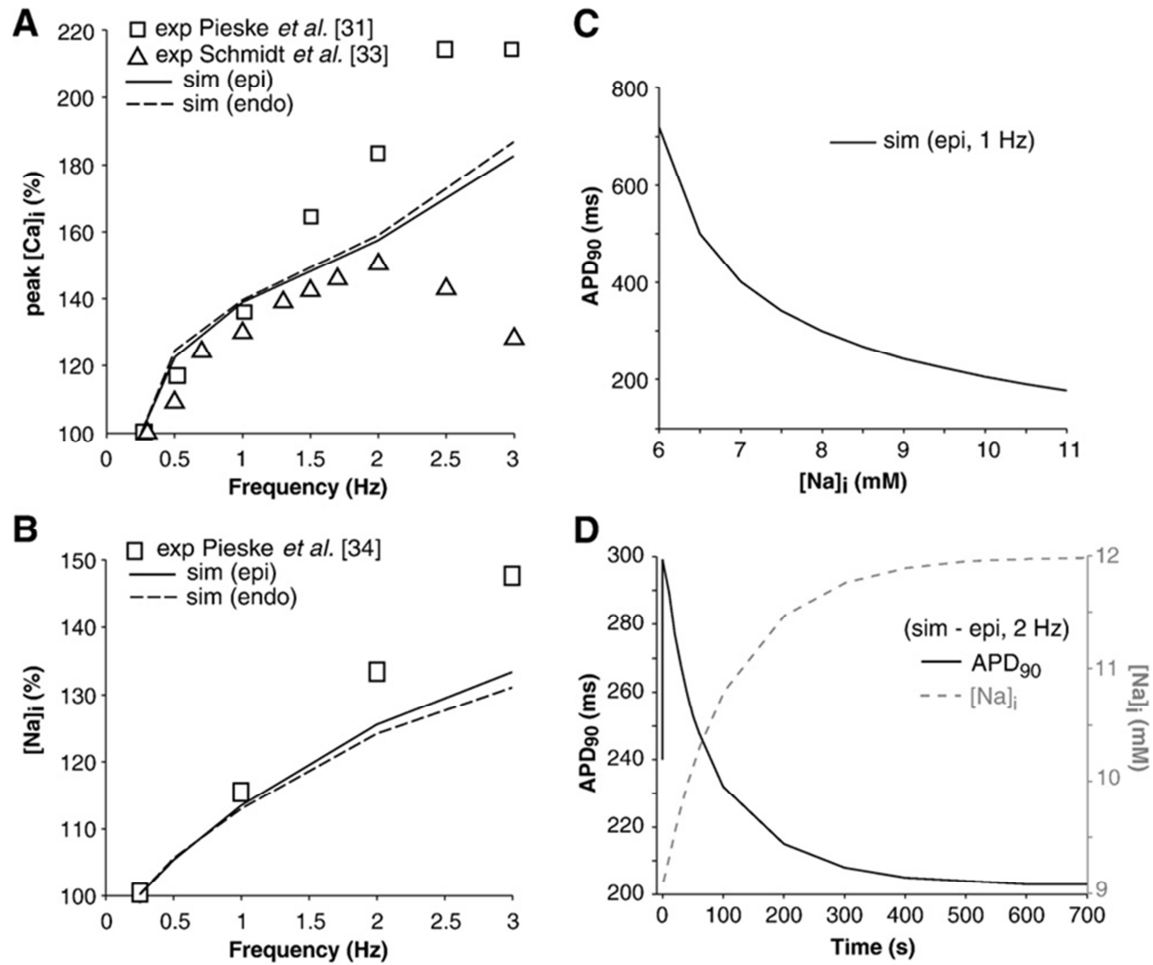 A
exp Pieske et al. [31]
exp Schmidt et al. [33]
sim (epi)
sim (endo)
220
200
180
160
140
120
100
peak [Ca]i (%)
0 0.5 1 1.5 2 2.5 3
Frequency (Hz)
B
exp Pieske et al. [34]
sim (epi)
sim (endo)
150
140
130
120
110
100
[Na]i (%)
0 0.5 1 1.5 2 2.5 3
Frequency (Hz)
C
sim (epi, 1 Hz)
800
600
400
200
APD90 (ms)
6 7 8 9 10 11
[Na]i (mM)
D
(sim - epi, 2 Hz)
APD90
[Na]i
300
280
260
240
220
200
APD90 (ms)
12
11
10
9
[Na]i (mM)
0 100 200 300 400 500 600 700
Time (s)